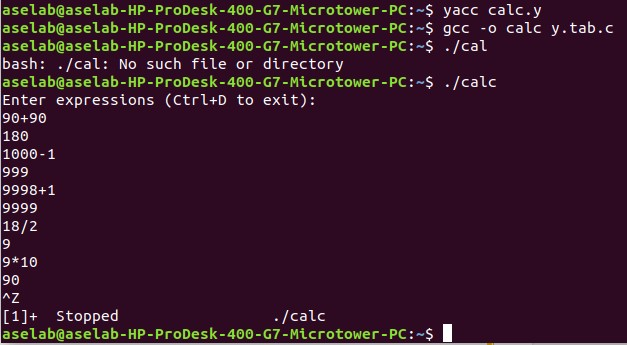 aselab@aselab-HP-ProDesk-400-G7-Microtower-PC:~$ yacc calc.y
aselab@aselab-HP-ProDesk-400-G7-Microtower-PC:~$ gcc -o calc y.tab.c
aselab@aselab-HP-ProDesk-400-G7-Microtower-PC:~$ ./cal
bash: ./cal: No such file or directory
aselab@aselab-HP-ProDesk-400-G7-Microtower-PC:~$ ./calc
Enter expressions (Ctrl+D to exit):
90+90
180
1000-1
999
9998+1
9999
18/2
9
9*10
90
^Z
[1]+  Stopped                 ./calc
aselab@aselab-HP-ProDesk-400-G7-Microtower-PC:~$